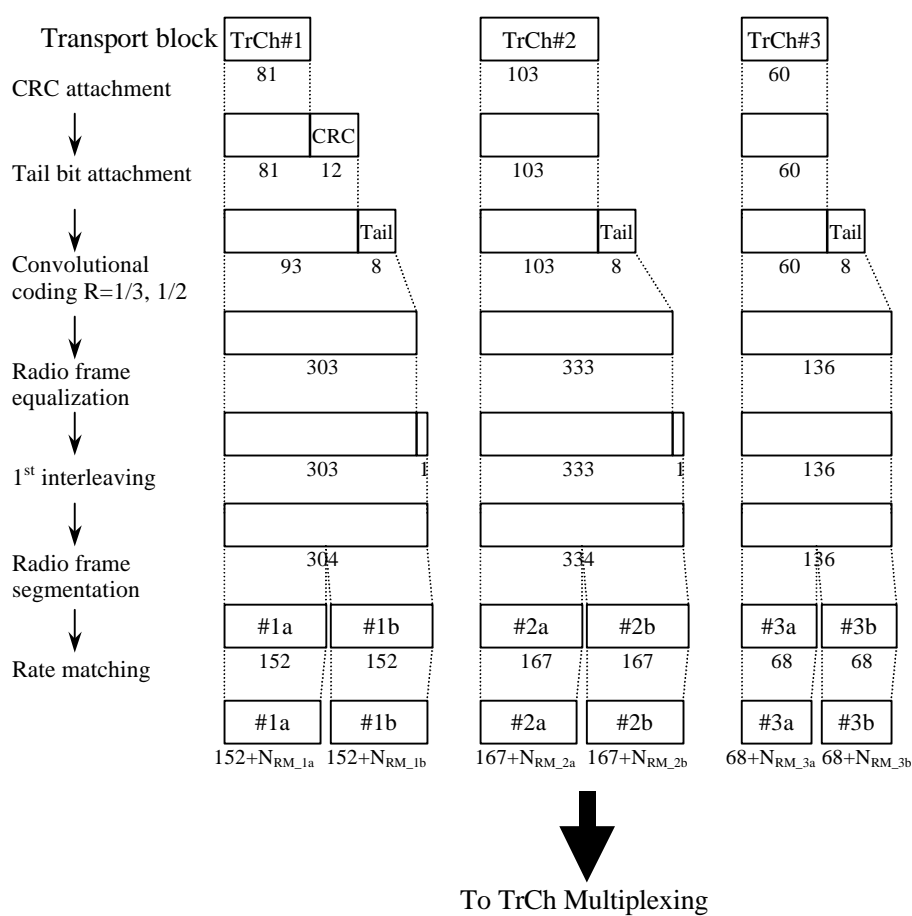 Transport block TrCh#1 TrCh#2 TrCh#3
81 103 60
CRC attachment
CRC
81 12 103 60
Tail bit attachment
Tail Tail Tail
93 8 103 8 60 8
Convolutional
coding R=1/3, 1/2
303 333 136
Radio frame
equalization
303 1 333 1 136
1st interleaving
304 334 136
Radio frame
segmentation
#1a #1b #2a #2b #3a #3b
152 152 167 167 68 68
Rate matching
#1a #1b #2a #2b #3a #3b
152+NRM_1a 152+NRM_1b 167+NRM_2a 167+NRM_2b 68+NRM_3a 68+NRM_3b
To TrCh Multiplexing